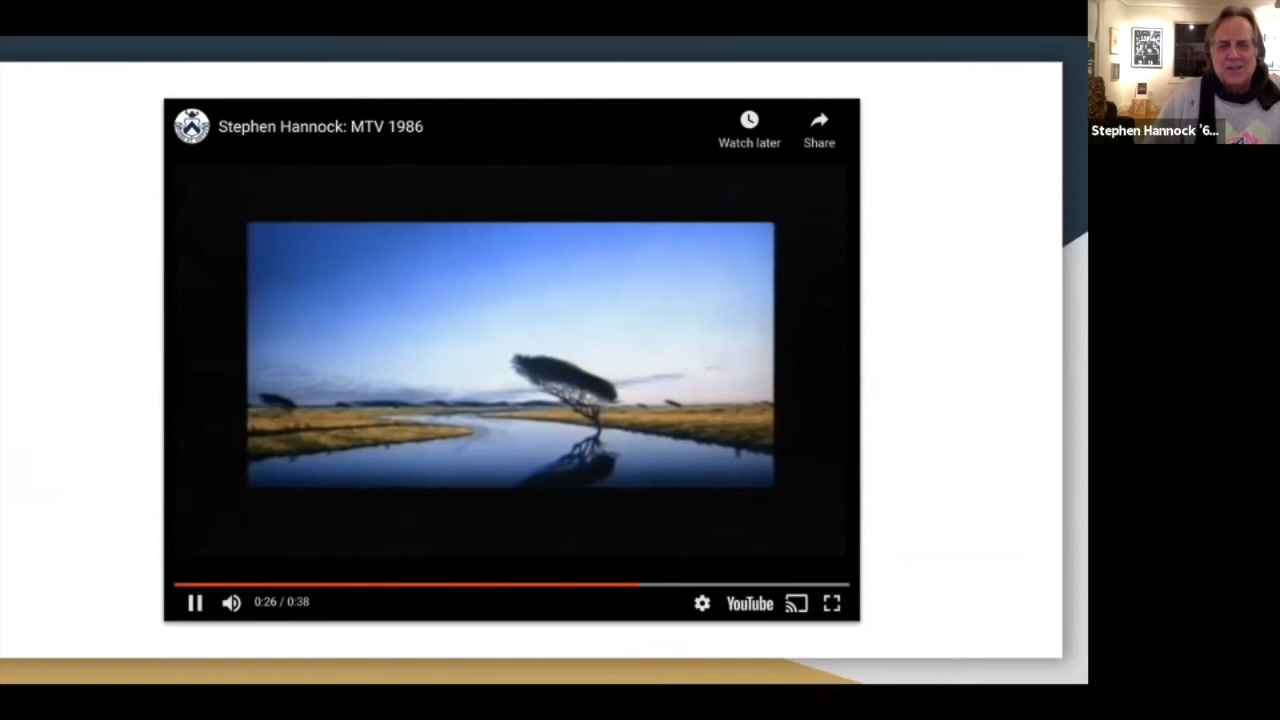 Stephen Hannock: MTV 1986
Watch later
Share
Stephen Hannock ’6...
0:26 / 0:38
YouTube